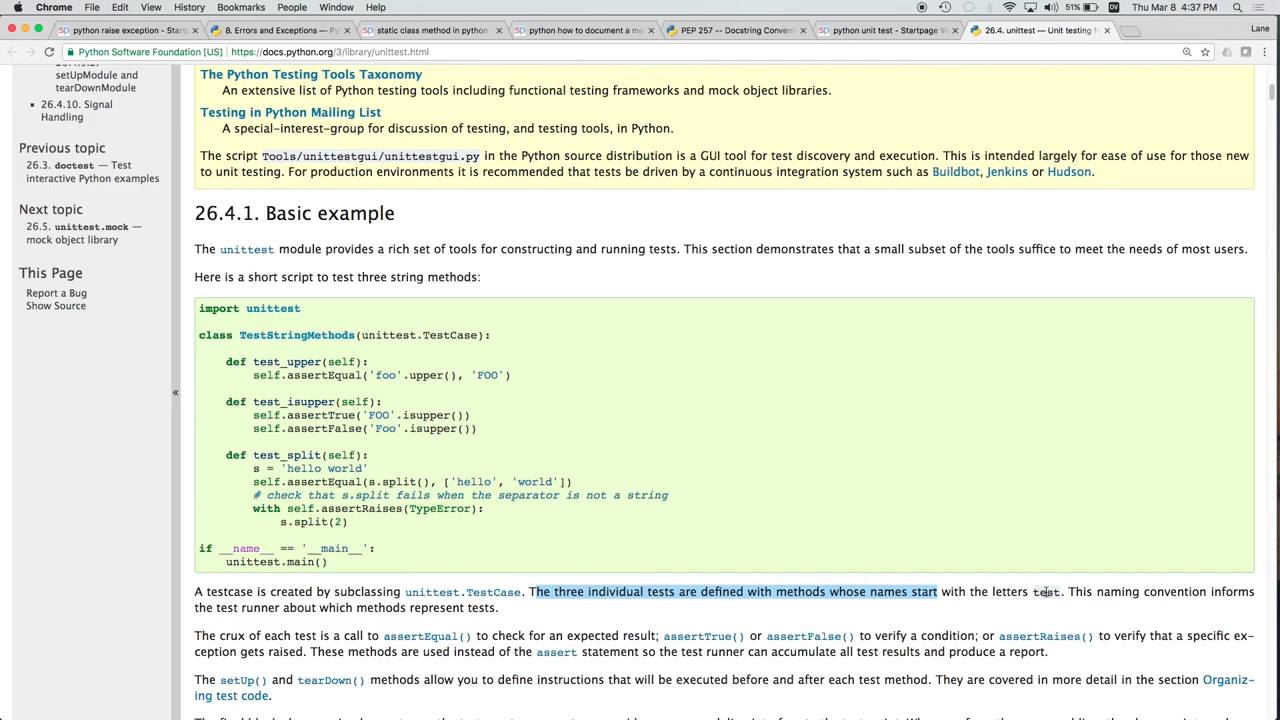 Chrome File Edit View History Bookmarks People Window Help 51% Thu Mar 8 4:37 PM
python raise exception - Starta
8. Errors and Exceptions — Py
static class method in python
python how to document a me
PEP 257 -- Docstring Convent
python unit test - Startpage W
26.4. unittest — Unit testing f
Lane
Python Software Foundation [US] | https://docs.python.org/3/library/unittest.html
setUpModule and
tearDownModule
26.4.10. Signal
Handling
Previous topic
26.3. doctest — Test
interactive Python examples
Next topic
26.5. unittest.mock —
mock object library
This Page
Report a Bug
Show Source
«
The Python Testing Tools Taxonomy
An extensive list of Python testing tools including functional testing frameworks and mock object libraries.
Testing in Python Mailing List
A special-interest-group for discussion of testing, and testing tools, in Python.
The script Tools/unittestgui/unittestgui.py in the Python source distribution is a GUI tool for test discovery and execution. This is intended largely for ease of use for those new
to unit testing. For production environments it is recommended that tests be driven by a continuous integration system such as Buildbot, Jenkins or Hudson.
26.4.1. Basic example
The unittest module provides a rich set of tools for constructing and running tests. This section demonstrates that a small subset of the tools suffice to meet the needs of most users.
Here is a short script to test three string methods:
import unittest
class TestStringMethods(unittest.TestCase):
def test_upper(self):
self.assertEqual('foo'.upper(), 'FOO')
def test_isupper(self):
self.assertTrue('FOO'.isupper())
self.assertFalse('Foo'.isupper())
def test_split(self):
s = 'hello world'
self.assertEqual(s.split(), ['hello', 'world'])
# check that s.split fails when the separator is not a string
with self.assertRaises(TypeError):
s.split(2)
if __name__ == '__main__':
unittest.main()
A testcase is created by subclassing unittest.TestCase. The three individual tests are defined with methods whose names start with the letters test. This naming convention informs
the test runner about which methods represent tests.
The crux of each test is a call to assertEqual() to check for an expected result; assertTrue() or assertFalse() to verify a condition; or assertRaises() to verify that a specific ex-
ception gets raised. These methods are used instead of the assert statement so the test runner can accumulate all test results and produce a report.
The setUp() and tearDown() methods allow you to define instructions that will be executed before and after each test method. They are covered in more detail in the section Organiz-
ing test code.